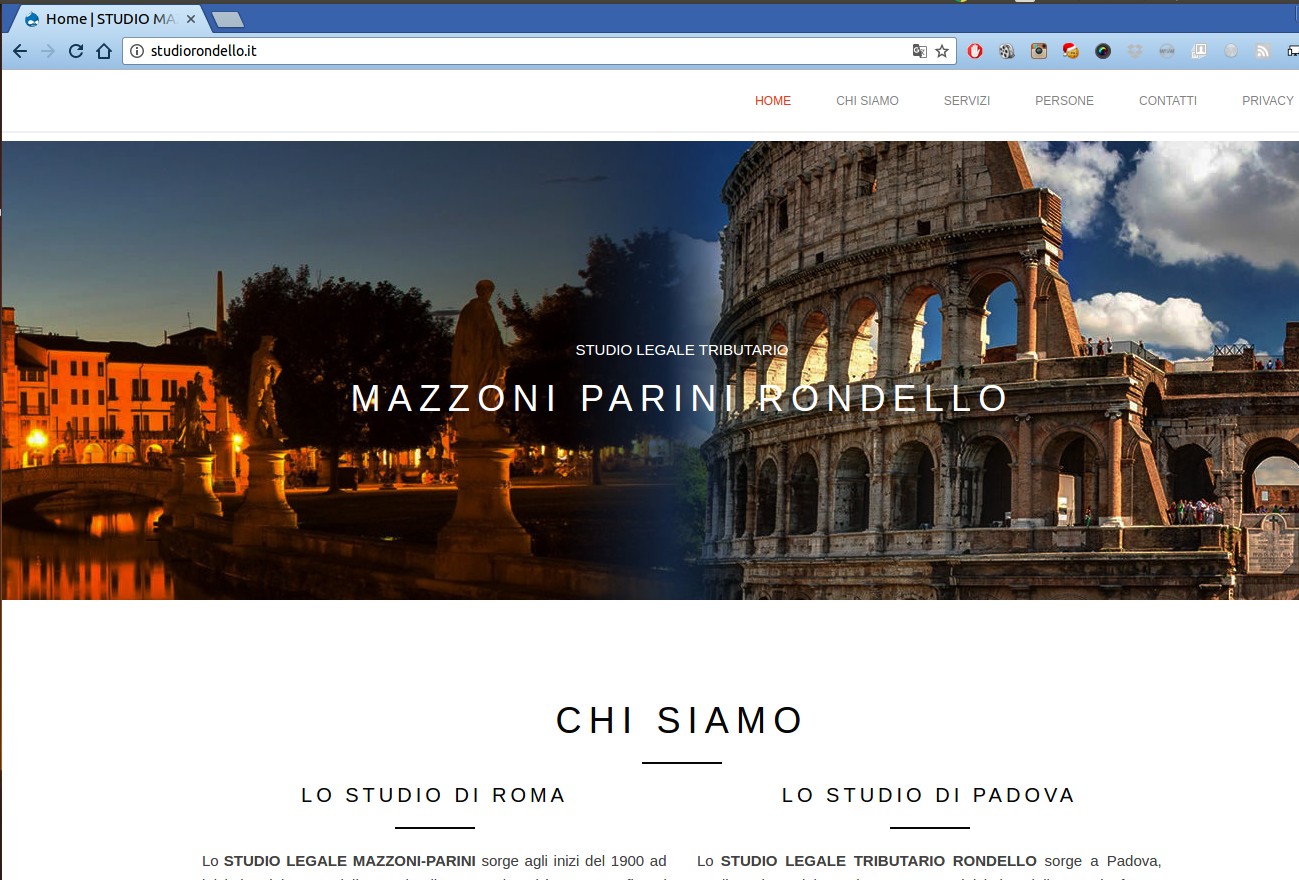 Home | STUDIO MA
studiorondello.it
HOME CHI SIAMO SERVIZI PERSONE CONTATTI PRIVACY
STUDIO LEGALE TRIBUTARIO
MAZZONI PARINI RONDELLO
CHI SIAMO
LO STUDIO DI ROMA
LO STUDIO DI PADOVA
Lo STUDIO LEGALE MAZZONI-PARINI sorge agli inizi del 1900 ad
Lo STUDIO LEGALE TRIBUTARIO RONDELLO sorge a Padova,